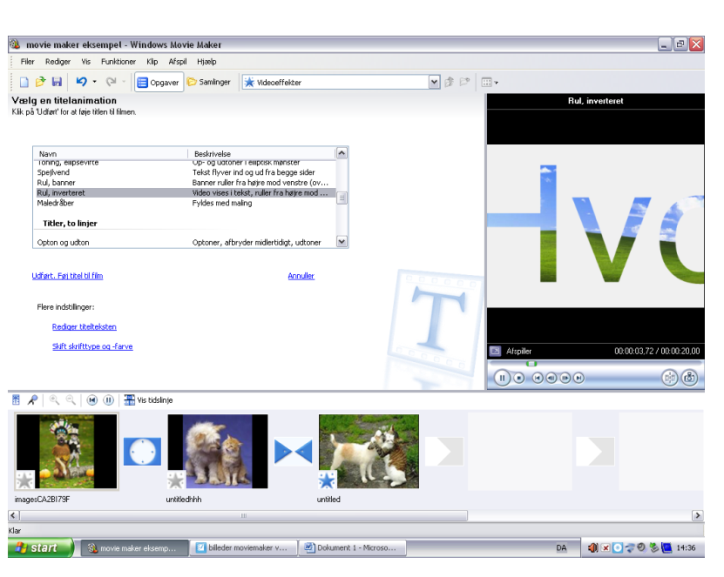 movie maker eksempel - Windows Movie Maker
Filer Rediger Vis Funktioner Klip Afspil Hjælp
Opgaver Samlinger Videoeffekter
Vælg en titelanimation
Klik på 'Udført' for at føje titlen til filmen.
Rul, inverteret
Navn Beskrivelse
Toning, ellipsevifte Op- og udtoner i elliptisk mønster
Spejlvend Tekst flyver ind og ud fra begge sider
Rul, banner Banner ruller fra højre mod venstre (ov...
Rul, inverteret Video vises i tekst, ruller fra højre mod ...
Maledråber Fyldes med maling
Titler, to linjer
Opton og udton Optoner, afbryder midlertidigt, udtoner
Hvo
Udført. Føj titel til film Annuller
Flere indstillinger:
Rediger titelteksten
Skift skrifttype og -farve
T
Afspiller 00:00:03,72 / 00:00:20,00
Vis tidslinje
imagesCA2BI79F untitledhhh untitled
Klar
start movie maker eksemp... billeder moviemaker v... Dokument 1 - Microso... DA 14:36